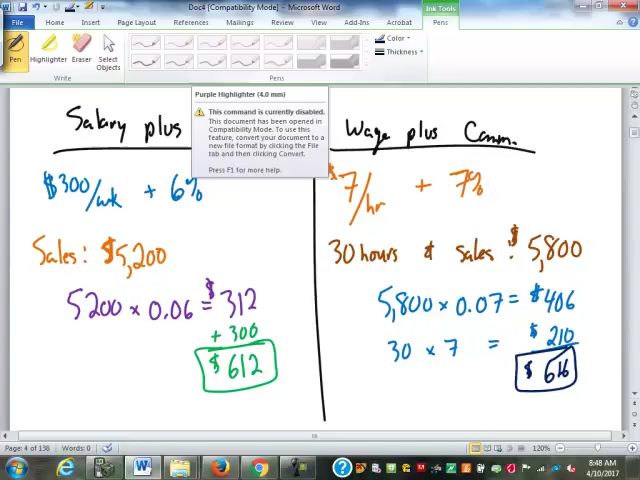 Doc4 [Compatibility Mode] - Microsoft Word
Ink Tools
File Home Insert Page Layout References Mailings Review View Add-Ins Acrobat Pens
Pen Highlighter Eraser Select Objects
Color
Thickness
Write
Pens
Purple Highlighter (4.0 mm)
This command is currently disabled.
This document has been opened in
Compatibility Mode. To use this
feature, convert your document to a
new file format by clicking the File
tab and then clicking Convert.
Press F1 for more help.
Salary plus
$300/wk + 6%
Sales: $5,200
5200 × 0.06 = $312
+ 300
$612
Wage plus Comm.
$7/hr + 7%
30 hours & sales: $5,800
5,800 × 0.07 = $406
30 × 7 = $210
$616
Page: 4 of 138 Words: 0
120%
8:48 AM
4/10/2017